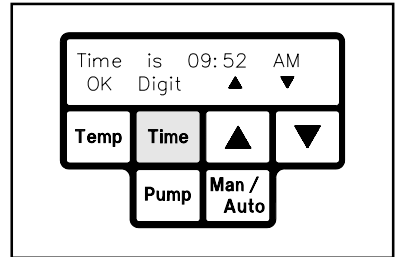 Time is 09:52 AM
OK Digit ▲ ▼
Temp Time ▲ ▼
Pump Man /
Auto